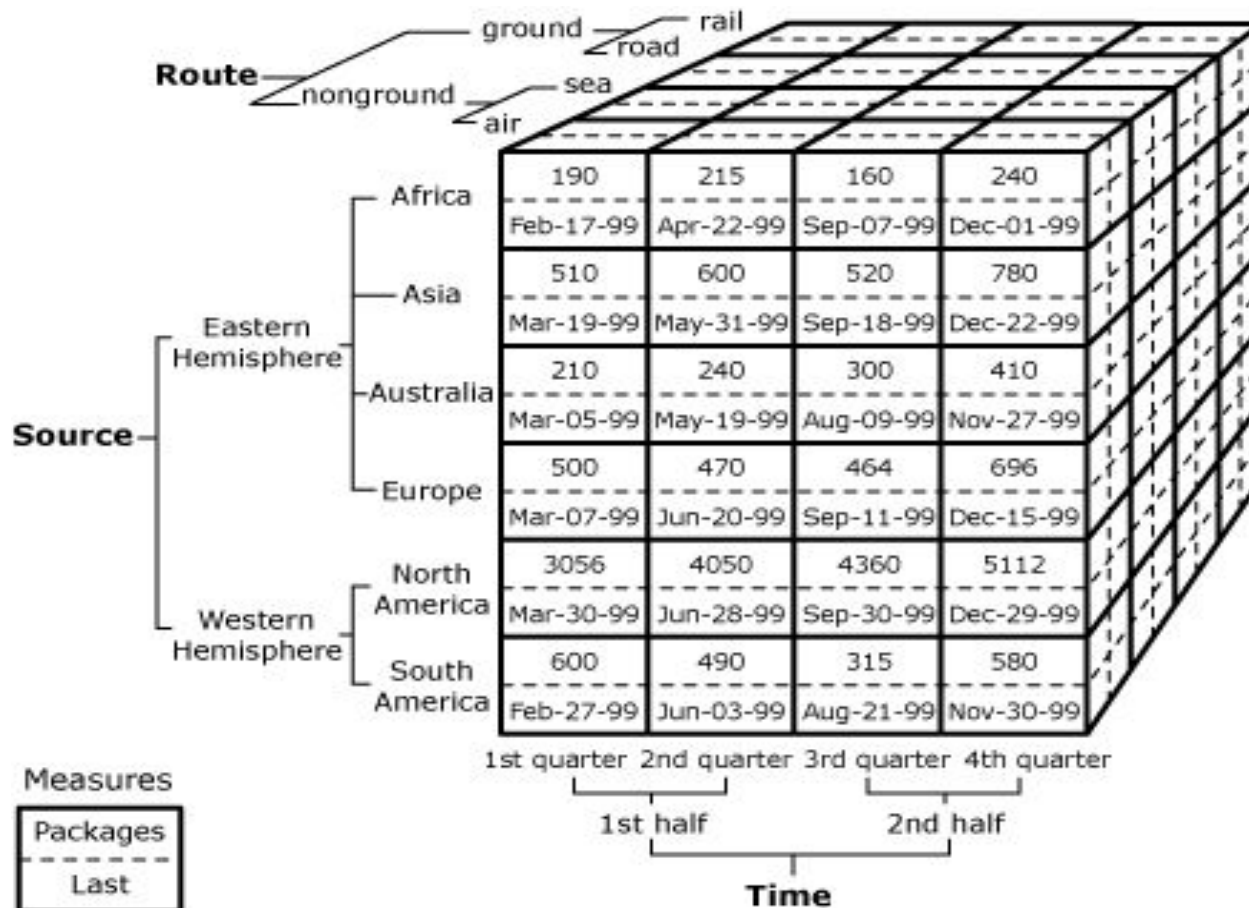 ground
rail
road
Route
nonground
sea
air
Africa
190 215 160 240
Feb-17-99 Apr-22-99 Sep-07-99 Dec-01-99
Asia
510 600 520 780
Mar-19-99 May-31-99 Sep-18-99 Dec-22-99
Eastern
Hemisphere
Australia
210 240 300 410
Mar-05-99 May-19-99 Aug-09-99 Nov-27-99
Source
Europe
500 470 464 696
Mar-07-99 Jun-20-99 Sep-11-99 Dec-15-99
North
America
3056 4050 4360 5112
Mar-30-99 Jun-28-99 Sep-30-99 Dec-29-99
Western
Hemisphere
South
America
600 490 315 580
Feb-27-99 Jun-03-99 Aug-21-99 Nov-30-99
1st quarter 2nd quarter 3rd quarter 4th quarter
Measures
Packages
Last
1st half 2nd half
Time